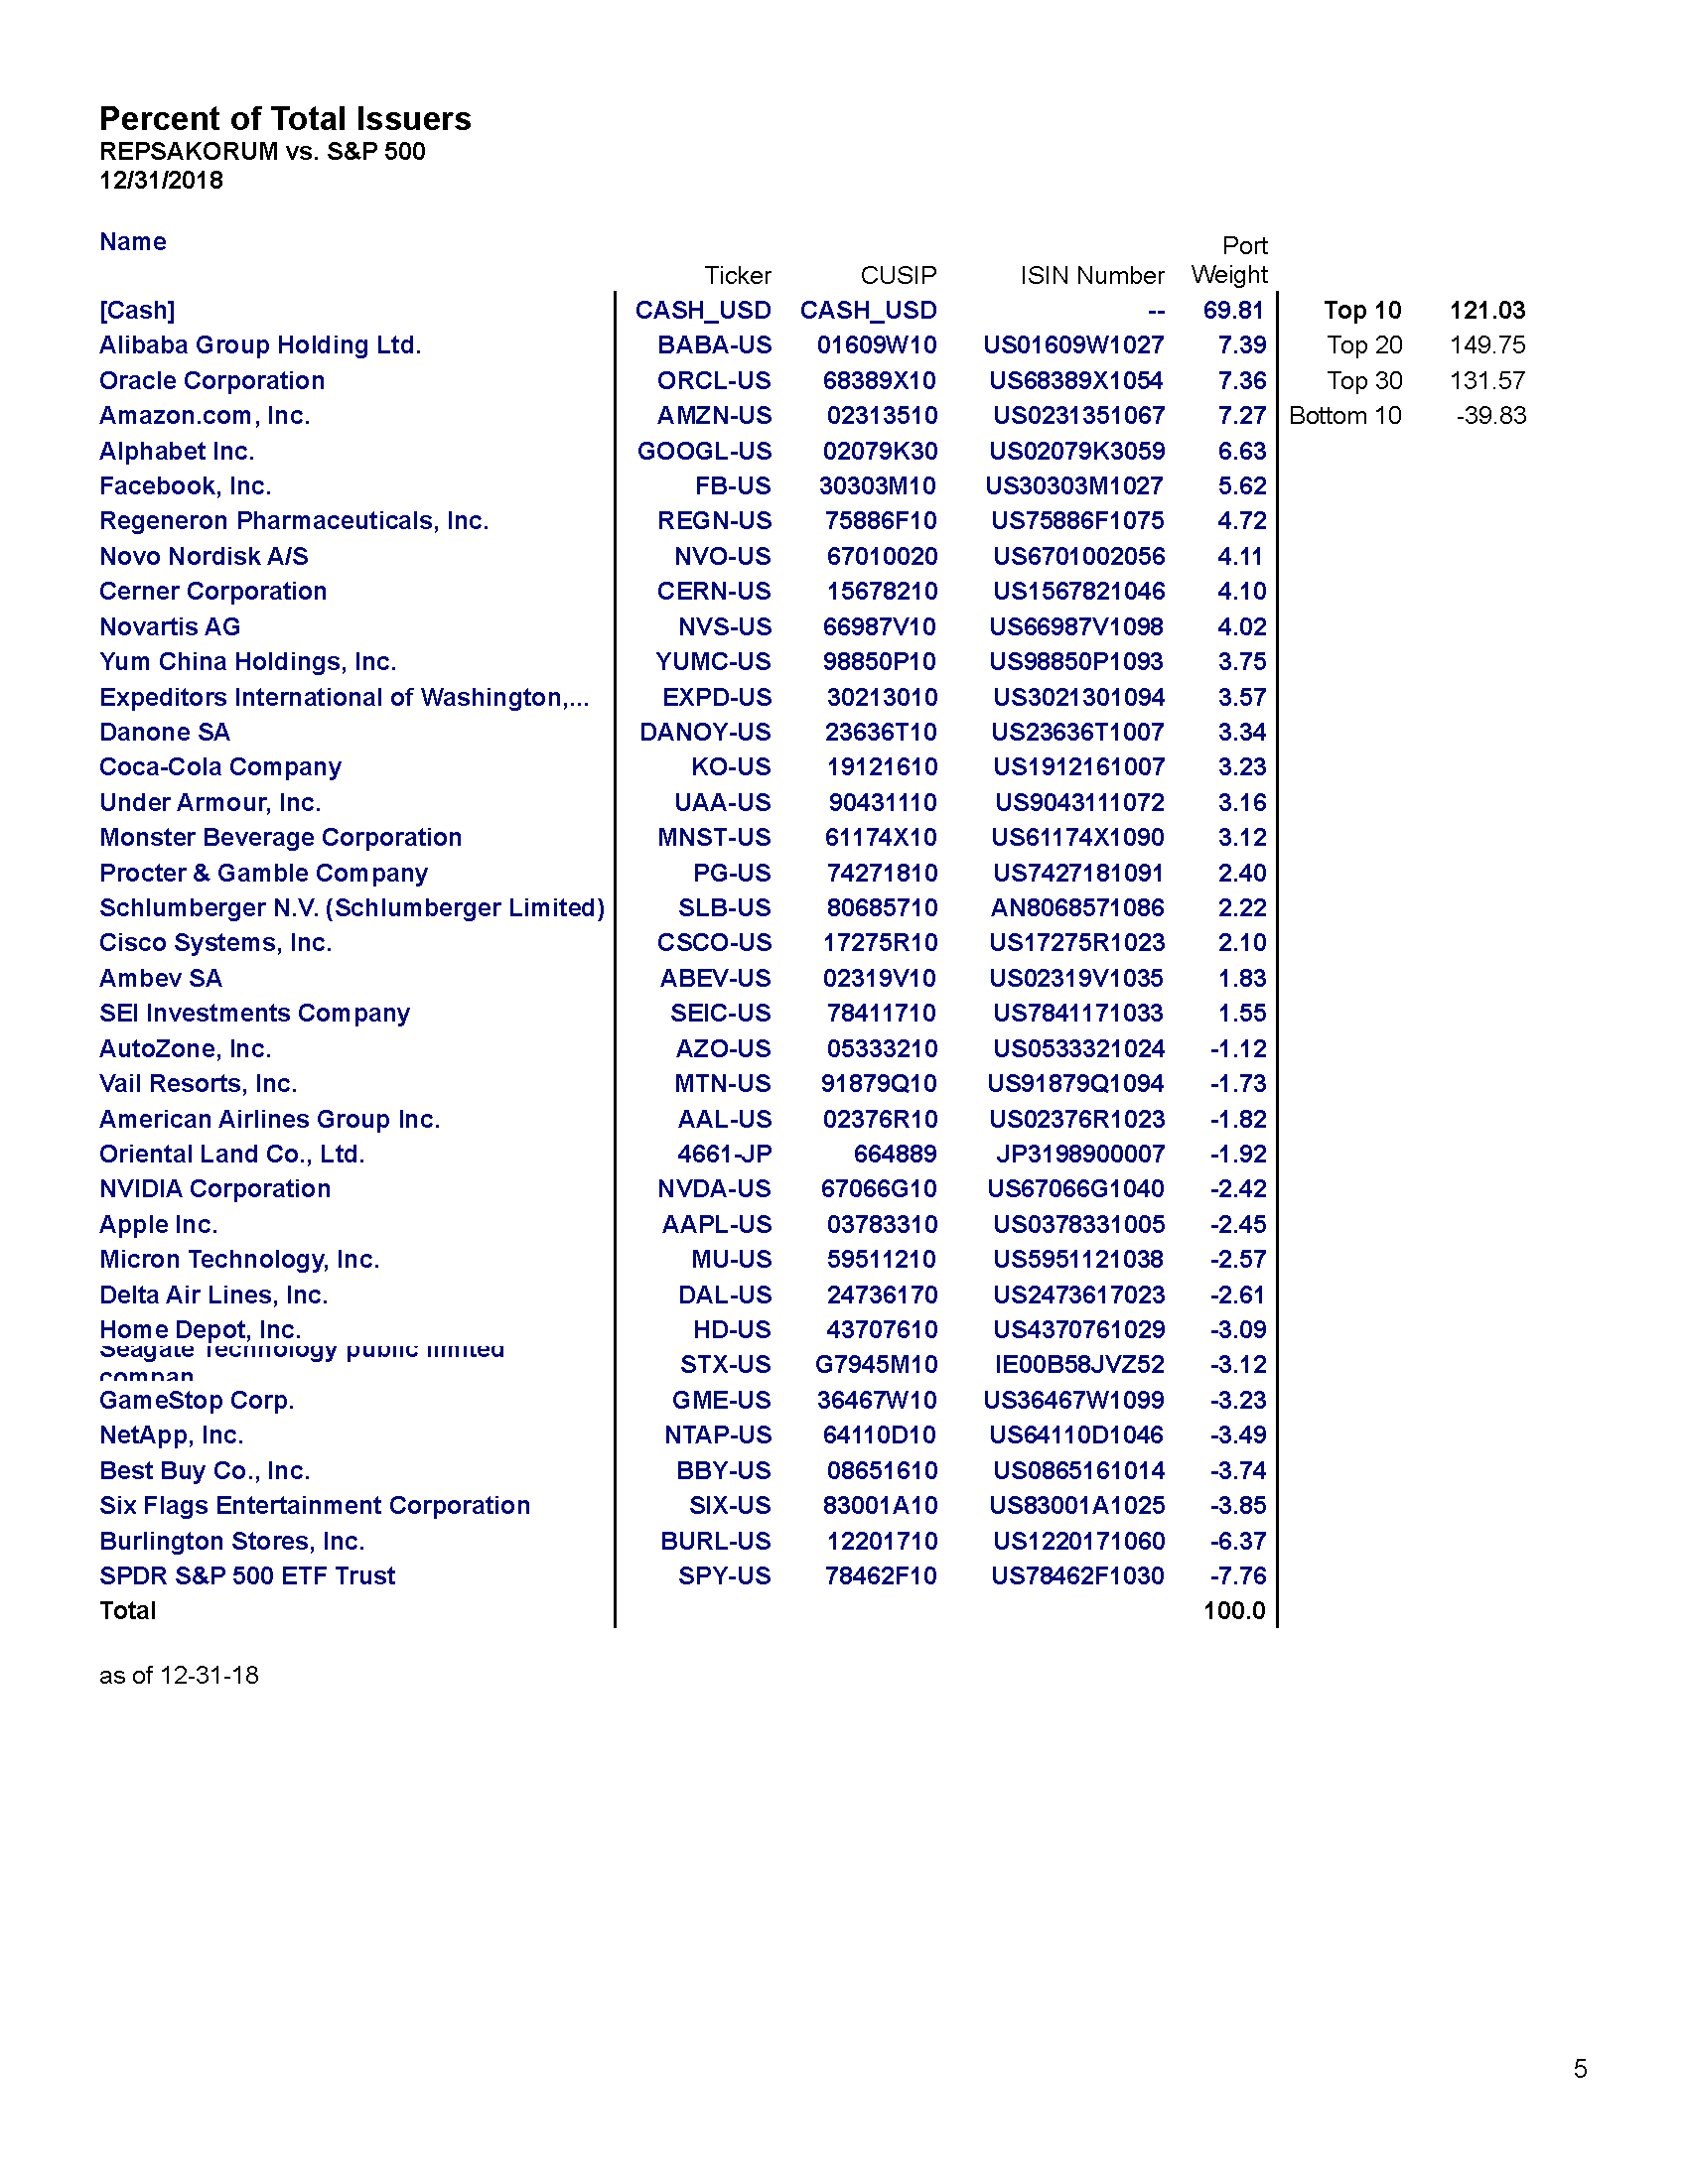 Percent of Total Issuers
REPSAKORUM vs. S&P 500
12/31/2018
Name Ticker CUSIP ISIN Number Port Weight
[Cash] CASH_USD CASH_USD -- 69.81 Top 10 121.03
Alibaba Group Holding Ltd. BABA-US 01609W10 US01609W1027 7.39 Top 20 149.75
Oracle Corporation ORCL-US 68389X10 US68389X1054 7.36 Top 30 131.57
Amazon.com, Inc. AMZN-US 02313510 US0231351067 7.27 Bottom 10 -39.83
Alphabet Inc. GOOGL-US 02079K30 US02079K3059 6.63
Facebook, Inc. FB-US 30303M10 US30303M1027 5.62
Regeneron Pharmaceuticals, Inc. REGN-US 75886F10 US75886F1075 4.72
Novo Nordisk A/S NVO-US 67010020 US6701002056 4.11
Cerner Corporation CERN-US 15678210 US1567821046 4.10
Novartis AG NVS-US 66987V10 US66987V1098 4.02
Yum China Holdings, Inc. YUMC-US 98850P10 US98850P1093 3.75
Expeditors International of Washington,... EXPD-US 30213010 US3021301094 3.57
Danone SA DANOY-US 23636T10 US23636T1007 3.34
Coca-Cola Company KO-US 19121610 US1912161007 3.23
Under Armour, Inc. UAA-US 90431110 US9043111072 3.16
Monster Beverage Corporation MNST-US 61174X10 US61174X1090 3.12
Procter & Gamble Company PG-US 74271810 US7427181091 2.40
Schlumberger N.V. (Schlumberger Limited) SLB-US 80685710 AN8068571086 2.22
Cisco Systems, Inc. CSCO-US 17275R10 US17275R1023 2.10
Ambev SA ABEV-US 02319V10 US02319V1035 1.83
SEI Investments Company SEIC-US 78411710 US7841171033 1.55
AutoZone, Inc. AZO-US 05333210 US0533321024 -1.12
Vail Resorts, Inc. MTN-US 91879Q10 US91879Q1094 -1.73
American Airlines Group Inc. AAL-US 02376R10 US02376R1023 -1.82
Oriental Land Co., Ltd. 4661-JP 664889 JP3198900007 -1.92
NVIDIA Corporation NVDA-US 67066G10 US67066G1040 -2.42
Apple Inc. AAPL-US 03783310 US0378331005 -2.45
Micron Technology, Inc. MU-US 59511210 US5951121038 -2.57
Delta Air Lines, Inc. DAL-US 24736170 US2473617023 -2.61
Home Depot, Inc. HD-US 43707610 US4370761029 -3.09
Seagate Technology public limited compan STX-US G7945M10 IE00B58JVZ52 -3.12
GameStop Corp. GME-US 36467W10 US36467W1099 -3.23
NetApp, Inc. NTAP-US 64110D10 US64110D1046 -3.49
Best Buy Co., Inc. BBY-US 08651610 US0865161014 -3.74
Six Flags Entertainment Corporation SIX-US 83001A10 US83001A1025 -3.85
Burlington Stores, Inc. BURL-US 12201710 US1220171060 -6.37
SPDR S&P 500 ETF Trust SPY-US 78462F10 US78462F1030 -7.76
Total 100.0
as of 12-31-18
5